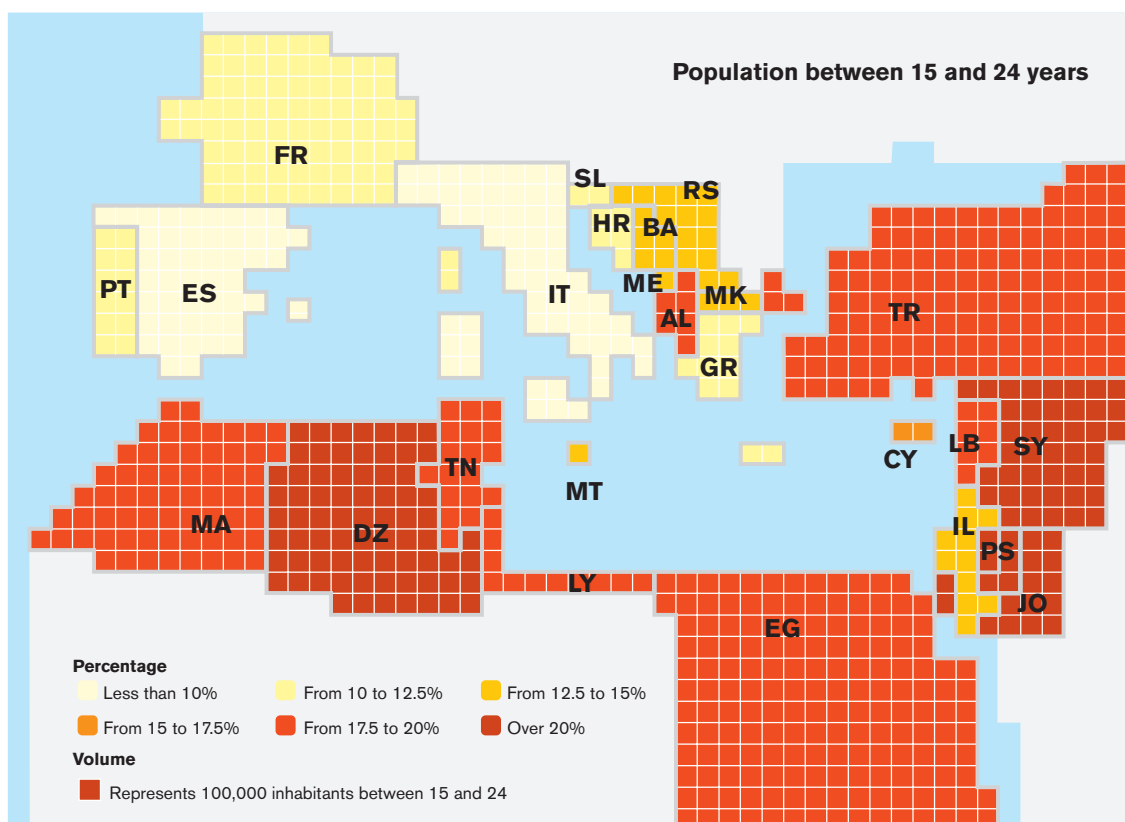 Population between 15 and 24 years
FR
SL
RS
HR
BA
PT
ES
IT
ME
MK
AL
TR
GR
LB
SY
CY
TN
MT
MA
DZ
IL
PS
LY
JO
EG
Percentage
Less than 10%
From 10 to 12.5%
From 12.5 to 15%
From 15 to 17.5%
From 17.5 to 20%
Over 20%
Volume
Represents 100,000 inhabitants between 15 and 24